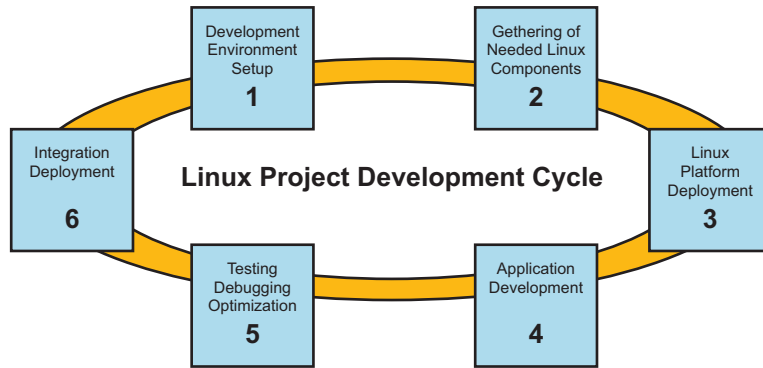 Development
Environment
Setup
1
Gethering of
Needed Linux
Components
2
Linux
Platform
Deployment
3
Application
Development
4
Testing
Debugging
Optimization
5
Integration
Deployment
6
Linux Project Development Cycle